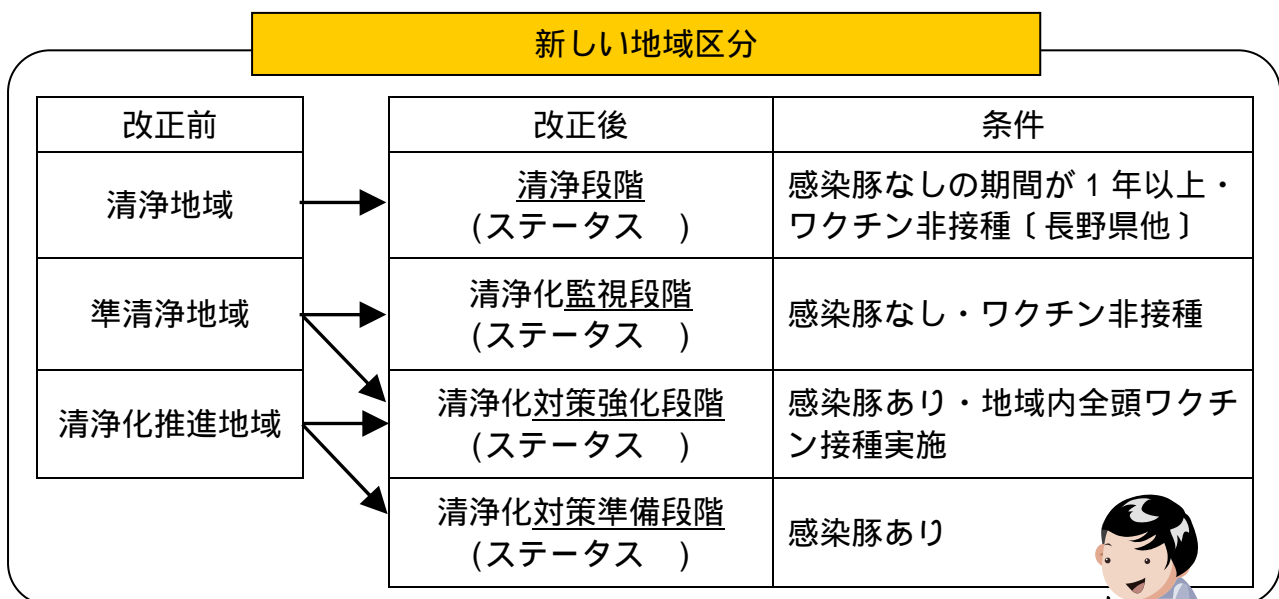 新しい地域区分
改正前
改正後
条件
清浄地域
清浄段階
(ステータス　)
感染豚なしの期間が１年以上・
ワクチン非接種〔長野県他〕
準清浄地域
清浄化監視段階
(ステータス　)
感染豚なし・ワクチン非接種
清浄化推進地域
清浄化対策強化段階
(ステータス　)
感染豚あり・地域内全頭ワクチ
ン接種実施
清浄化対策準備段階
(ステータス　)
感染豚あり